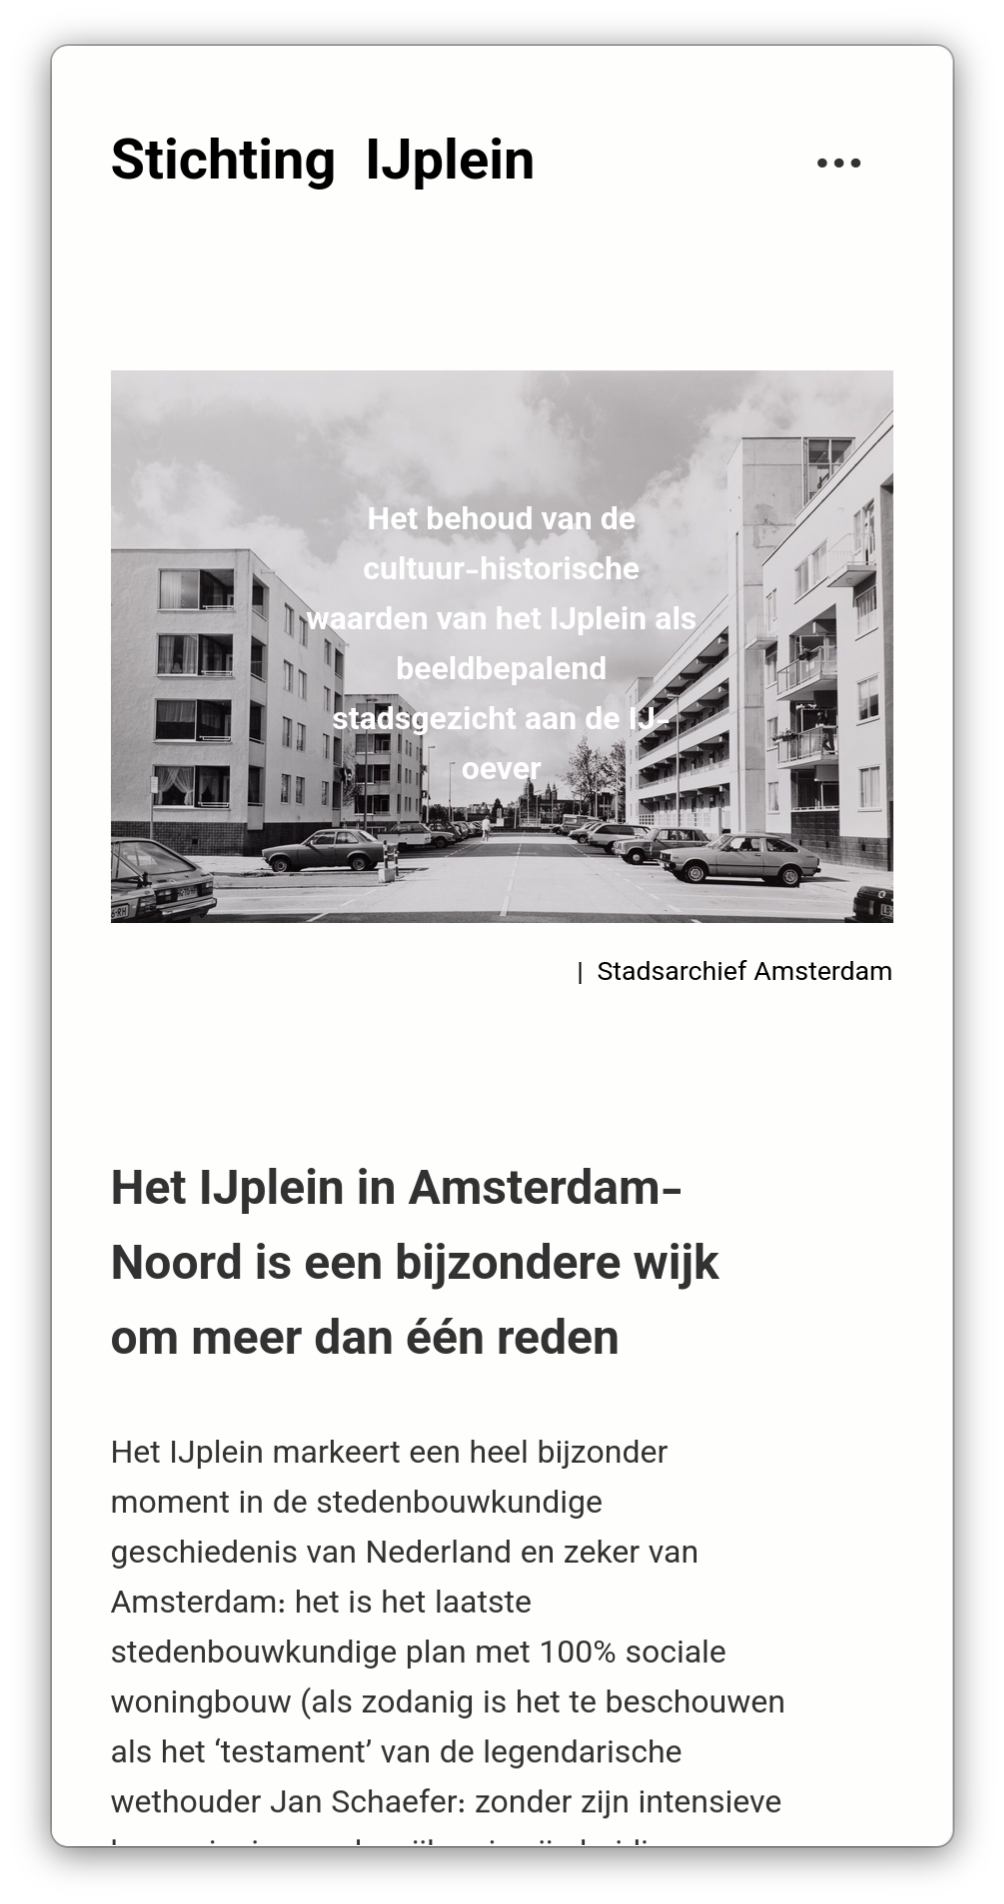 Stichting IJplein
Het behoud van de
cultuur-historische
waarden van het IJplein als
beeldbepalend
stadsgezicht aan de IJ-
oever
| Stadsarchief Amsterdam
Het IJplein in Amsterdam-
Noord is een bijzondere wijk
om meer dan één reden
Het IJplein markeert een heel bijzonder
moment in de stedenbouwkundige
geschiedenis van Nederland en zeker van
Amsterdam: het is het laatste
stedenbouwkundige plan met 100% sociale
woningbouw (als zodanig is het te beschouwen
als het ‘testament’ van de legendarische
wethouder Jan Schaefer: zonder zijn intensieve